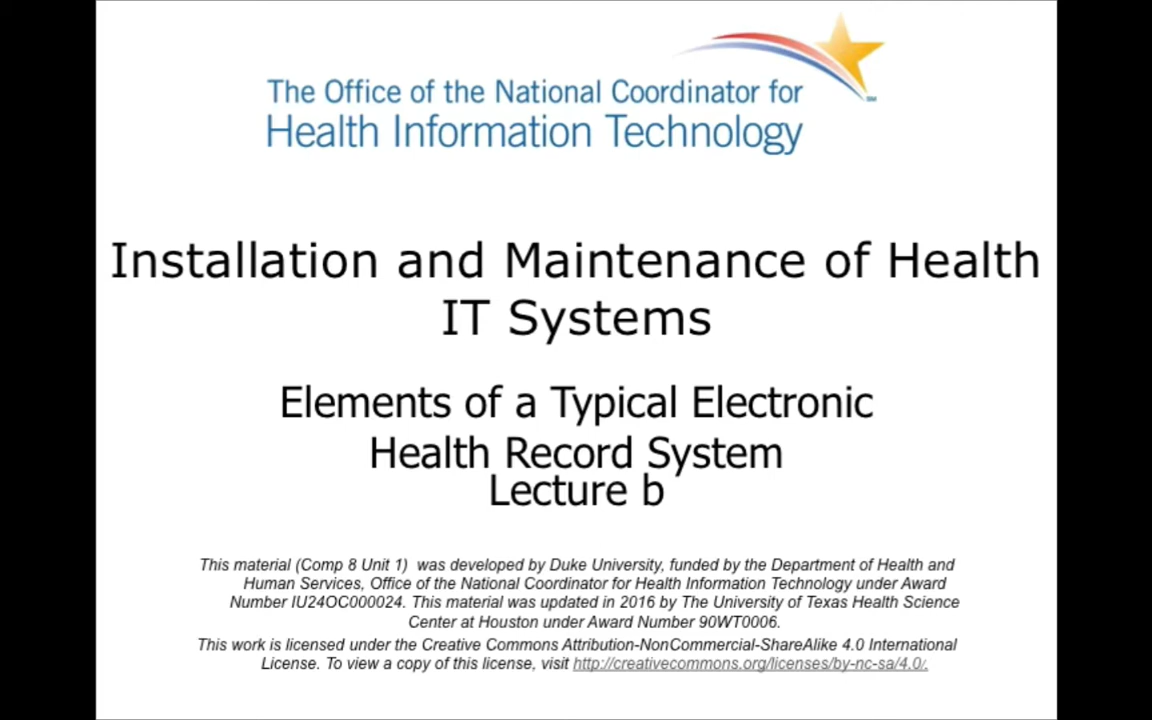 The Office of the National Coordinator for
Health Information Technology
SM
Installation and Maintenance of Health
IT Systems
Elements of a Typical Electronic
Health Record System
Lecture b
This material (Comp 8 Unit 1) was developed by Duke University, funded by the Department of Health and
Human Services, Office of the National Coordinator for Health Information Technology under Award
Number IU24OC000024. This material was updated in 2016 by The University of Texas Health Science
Center at Houston under Award Number 90WT0006.
This work is licensed under the Creative Commons Attribution-NonCommercial-ShareAlike 4.0 International
License. To view a copy of this license, visit http://creativecommons.org/licenses/by-nc-sa/4.0/.